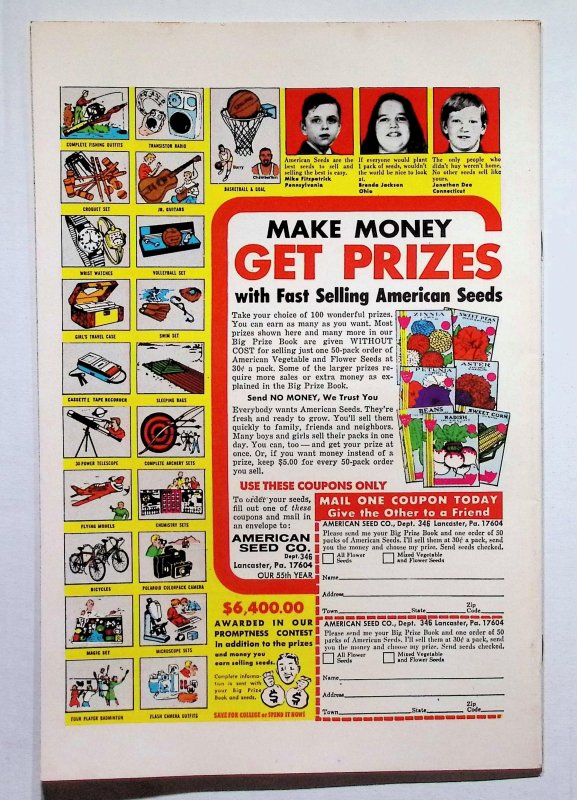 COMPLETE FISHING OUTFITS
TRANSISTOR RADIO
BASKETBALL & GOAL
CROQUET SET
JR. GUITARS
WRIST WATCHES
VOLLEYBALL SET
GIRL'S TRAVEL CASE
SWIM SET
CASSETTE TAPE RECORDER
SLEEPING BAGS
30-POWER TELESCOPE
COMPLETE ARCHERY SETS
FLYING MODELS
CHEMISTRY SETS
BICYCLES
POLAROID COLORPACK CAMERA
MAGIC SET
MICROSCOPE SETS
FOUR PLAYER BADMINTON
FLASH CAMERA OUTFITS
American Seeds are the
best seeds to sell and
selling the best is easy.
Mike Fitzpatrick
Pennsylvania
If everyone would plant
1 pack of seeds, wouldn't
the world be nice to look
at.
Brenda Jackson
Ohio
The only people who
didn't buy weren't home.
No other seeds sell like
yours.
Jonathan Dee
Connecticut
MAKE MONEY
GET PRIZES
with Fast Selling American Seeds
Take your choice of 100 wonderful prizes.
You can earn as many as you want. Most
prizes shown here and many more in our
Big Prize Book are given WITHOUT
COST for selling just one 50-pack order of
American Vegetable and Flower Seeds at
30¢ a pack. Some of the larger prizes re-
quire more sales or extra money as ex-
plained in the Big Prize Book.
Send NO MONEY, We Trust You
Everybody wants American Seeds. They're
fresh and ready to grow. You'll sell them
quickly to family, friends and neighbors.
Many boys and girls sell their packs in one
day. You can, too — and get your prize at
once. Or, if you want money instead of a
prize, keep $5.00 for every 50-pack order
you sell.
ZINNIA
SWEET PEAS
PETUNIA
ASTER
BEANS
RADISH
SWEET CORN
USE THESE COUPONS ONLY
To order your seeds,
fill out one of these
coupons and mail in
an envelope to:
AMERICAN
SEED CO.
Dept. 346
Lancaster, Pa. 17604
OUR 55th YEAR
$6,400.00
AWARDED IN OUR
PROMPTNESS CONTEST
in addition to the prizes
and money you
earn selling seeds.
Complete informa-
tion is sent with
your Big Prize
Book and seeds.
$ $
SAVE FOR COLLEGE or SPEND IT NOW!
MAIL ONE COUPON TODAY
Give the Other to a Friend
AMERICAN SEED CO., Dept. 346 Lancaster, Pa. 17604
Please send me your Big Prize Book and one order of 50
packs of American Seeds. I'll sell them at 30¢ a pack, send
you the money and choose my prize. Send seeds checked.
All Flower
Seeds
Mixed Vegetable
and Flower Seeds
Name
Address
Town State Zip Code
AMERICAN SEED CO., Dept. 346 Lancaster, Pa. 17604
Please send me your Big Prize Book and one order of 50
packs of American Seeds. I'll sell them at 30¢ a pack, send
you the money and choose my prize. Send seeds checked.
All Flower
Seeds
Mixed Vegetable
and Flower Seeds
Name
Address
Town State Zip Code